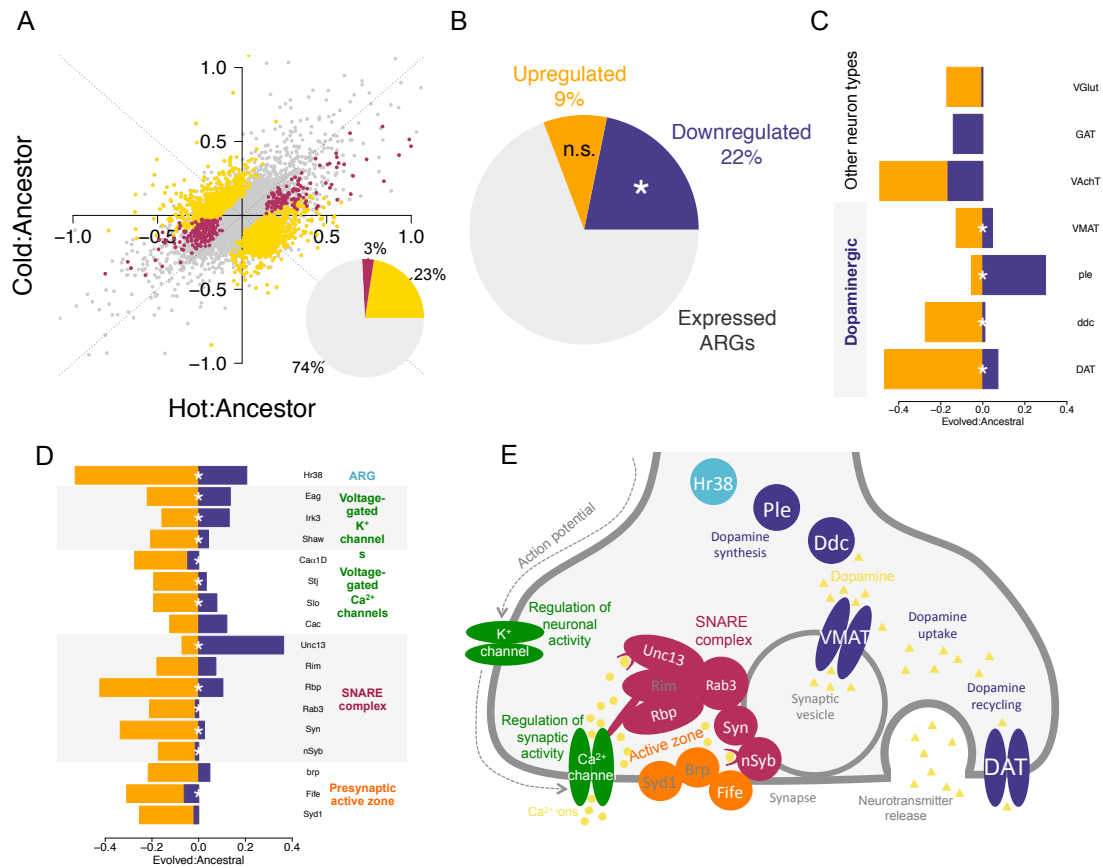 A
Cold:Ancestor
1.0
0.5
−1.0
−0.5
0.5
1.0
−0.5
−1.0
3%
23%
74%
Hot:Ancestor
B
Upregulated
9%
n.s.
Downregulated
22%
*
Expressed
ARGs
C
Other neuron types
Dopaminergic
VGlut
GAT
VAchT
VMAT
*
ple
*
ddc
*
DAT
*
−0.4
−0.2
0.0
0.2
0.4
Evolved:Ancestral
D
* Hr38 ARG
* Eag
* Irk3
* Shaw
Voltage-
gated
K+
channel
s
* Caα1D
* Stj
* Slo
Cac
Voltage-
gated
Ca2+
channels
* Unc13
Rim
* Rbp
* Rab3
* Syn
* nSyb
SNARE
complex
brp
* Fife
Syd1
Presynaptic
active zone
−0.4
−0.2
0.0
0.2
0.4
Evolved:Ancestral
E
Hr38
Ple
Ddc
Dopamine
synthesis
Dopamine
Action potential
Regulation of
neuronal
activity
K+
channel
SNARE
complex
VMAT
Dopamine
uptake
Unc13
Rim
Rab3
Rbp
Synaptic
vesicle
Dopamine
recycling
Regulation of
synaptic
activity
Syn
Active zone
nSyb
Ca2+
channel
Syd1
Brp
Fife
DAT
Ca2+ ions
Synapse
Neurotransmitter
release